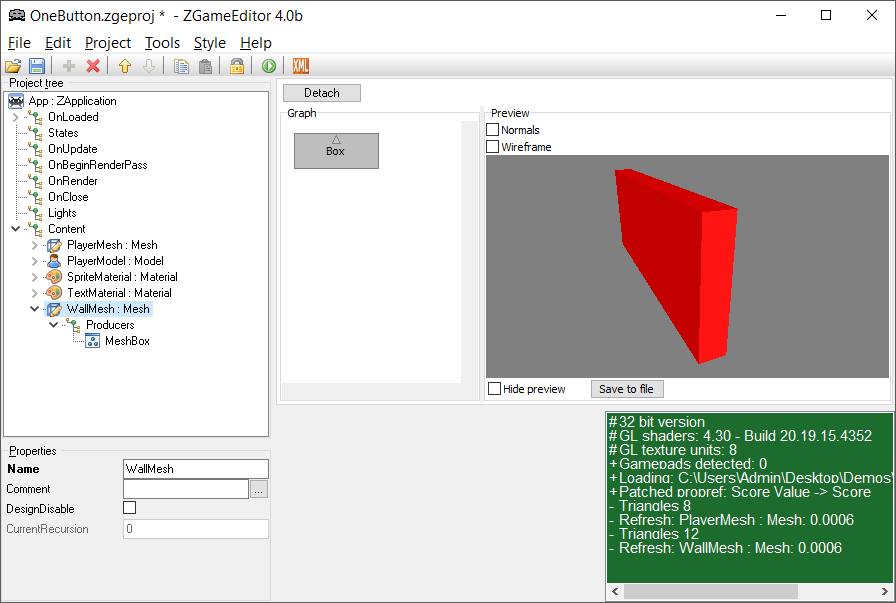 OneButton.zgeproj * - ZGameEditor 4.0b
File Edit Project Tools Style Help
XML
Project tree
App : ZApplication
OnLoaded
States
OnUpdate
OnBeginRenderPass
OnRender
OnClose
Lights
Content
PlayerMesh : Mesh
PlayerModel : Model
SpriteMaterial : Material
TextMaterial : Material
WallMesh : Mesh
Producers
MeshBox
Detach
Graph
Box
Preview
Normals
Wireframe
Hide preview
Save to file
Properties
Name WallMesh
Comment ...
DesignDisable
CurrentRecursion 0
#32 bit version
#GL shaders: 4.30 - Build 20.19.15.4352
#GL texture units: 8
+Gamepads detected: 0
+Loading: C:\Users\Admin\Desktop\Demos\
+Patched propref: Score Value -> Score
- Triangles 8
- Refresh: PlayerMesh : Mesh: 0.0006
- Triangles 12
- Refresh: WallMesh : Mesh: 0.0006